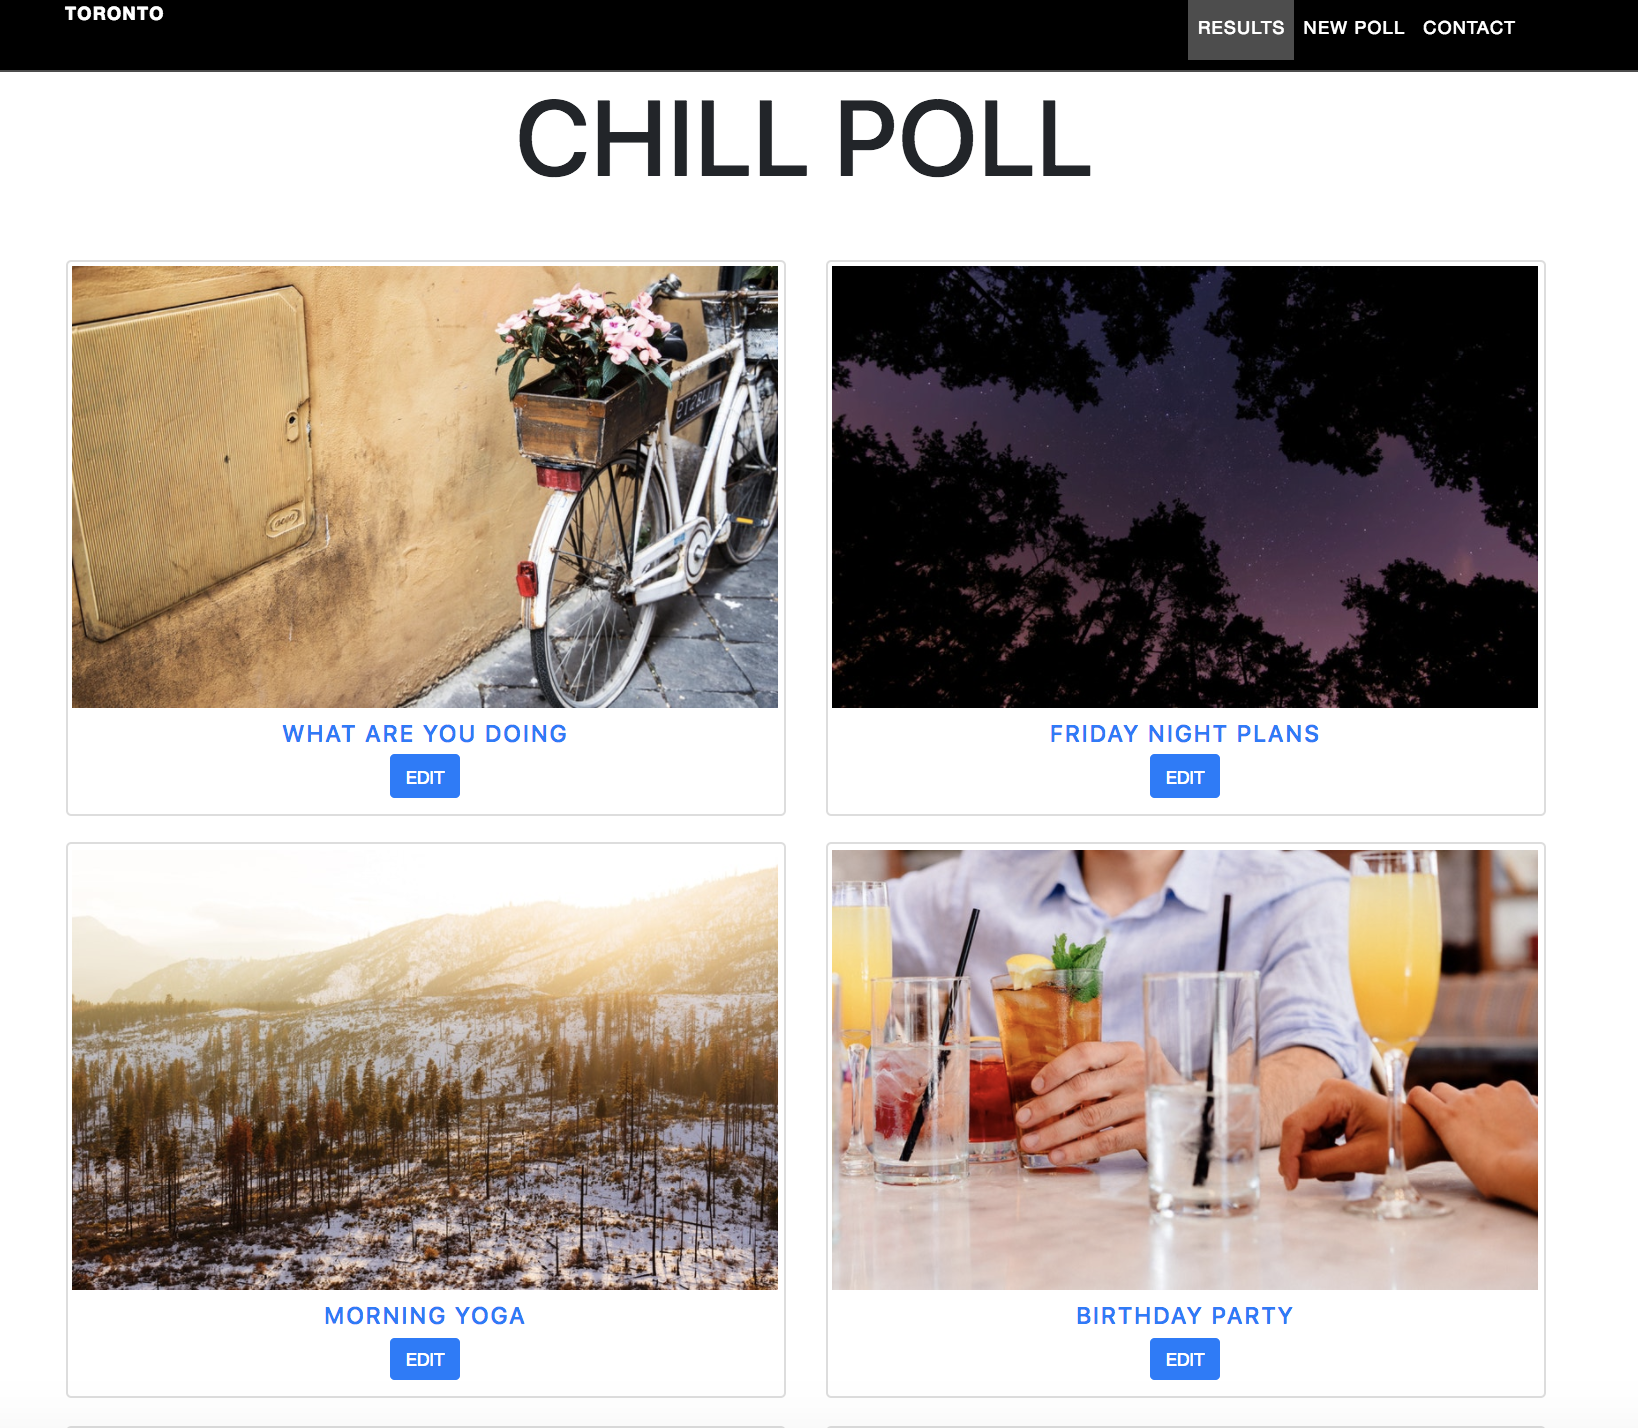 TORONTO
RESULTS NEW POLL CONTACT
CHILL POLL
WHAT ARE YOU DOING
EDIT
FRIDAY NIGHT PLANS
EDIT
MORNING YOGA
EDIT
BIRTHDAY PARTY
EDIT